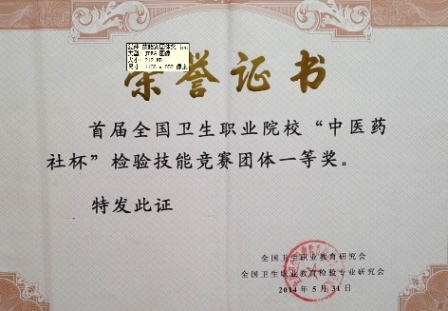 荣誉证书
首届全国卫生职业院校“中医药
社杯”检验技能竞赛团体一等奖。
特发此证
全国卫生职业教育研究会
全国卫生职业教育检验专业研究会
2014年5月31日